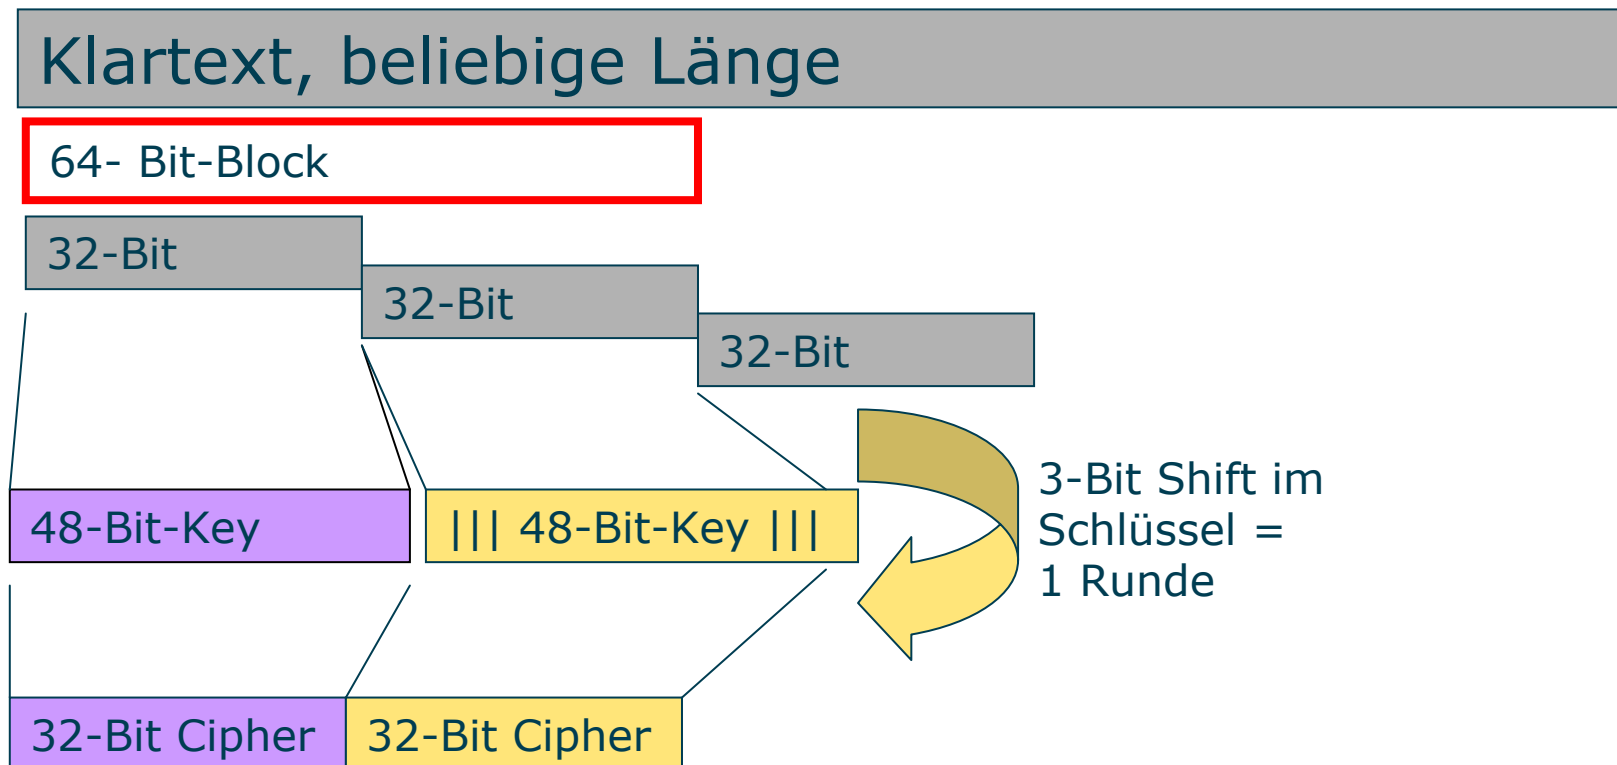 Klartext, beliebige Länge
64- Bit-Block
32-Bit
32-Bit
32-Bit
48-Bit-Key
||| 48-Bit-Key |||
3-Bit Shift im
Schlüssel =
1 Runde
32-Bit Cipher
32-Bit Cipher